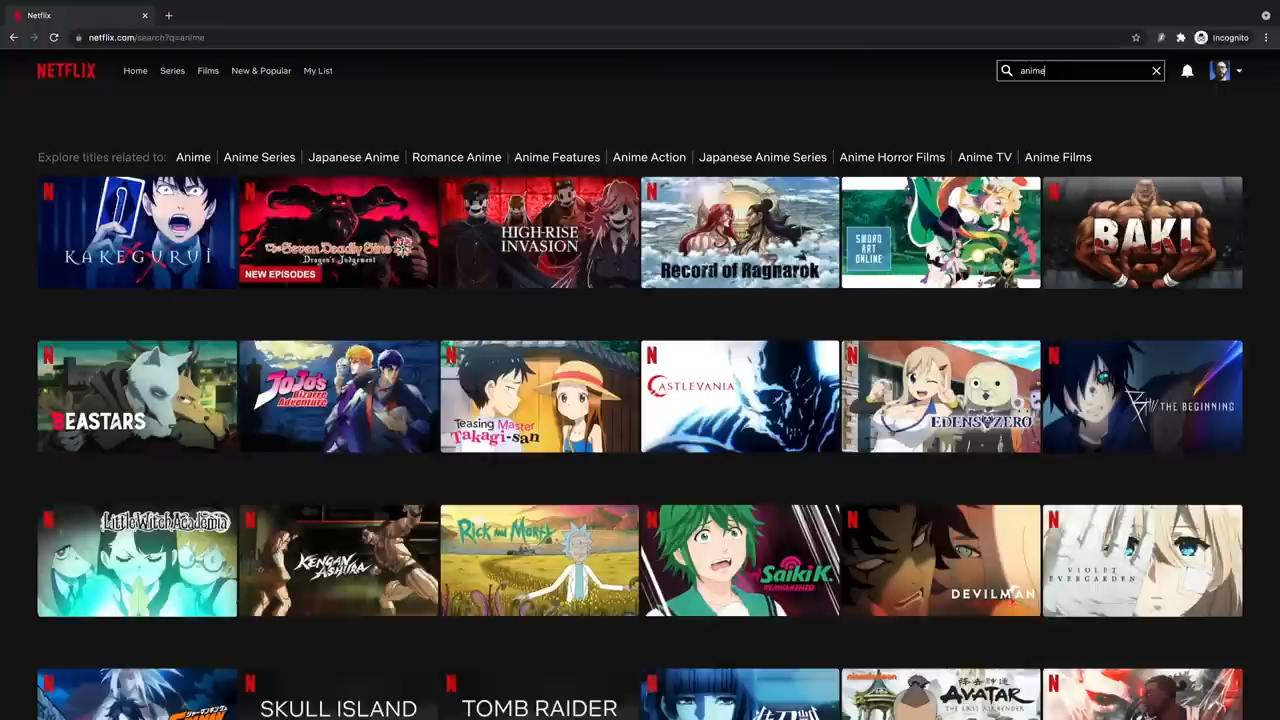 Netflix
netflix.com/search?q=anime
Incognito
NETFLIX
Home
Series
Films
New & Popular
My List
anime
Explore titles related to:
Anime
Anime Series
Japanese Anime
Romance Anime
Anime Features
Anime Action
Japanese Anime Series
Anime Horror Films
Anime TV
Anime Films
KAKEGURUI
The Seven Deadly Sins
Dragon's Judgement
NEW EPISODES
HIGH-RISE
INVASION
Record of Ragnarok
SWORD
ART
ONLINE
BAKI
BEASTARS
JoJo's
Bizarre
Adventure
Teasing Master
Takagi-san
CASTLEVANIA
EDENS ZERO
B THE BEGINNING
Little Witch Academia
KENGAN
ASHURA
Rick and Morty
Saiki K.
REAWAKENED
DEVILMAN
VIOLET
EVERGARDEN
SKULL ISLAND
TOMB RAIDER
nickelodeon
AVATAR
THE LAST AIRBENDER